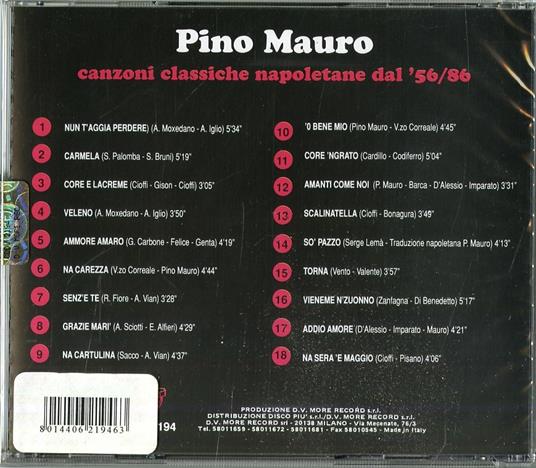 Pino Mauro
canzoni classiche napoletane dal '56/86
1 NUN T'AGGIA PERDERE) (A. Moxedano - A. Iglio) 5'34"
2 CARMELA (S. Palomba - S. Bruni) 5'19"
3 CORE E LACREME (Cioffi - Gison - Cioffi) 3'05"
4 VELENO (A. Moxedano - A. Iglio) 3'50"
5 AMMORE AMARO (G. Carbone - Felice - Genta) 4'19"
6 NA CAREZZA (V.zo Correale - Pino Mauro) 4'44"
7 SENZ'E TE (R. Fiore - A. Vian) 3'28"
8 GRAZIE MARI' (A. Sciotti - E. Alfieri) 4'29"
9 NA CARTULINA (Sacco - A. Vian) 4'37"
10 'O BENE MIO (Pino Mauro - V.zo Correale) 4'45"
11 CORE 'NGRATO (Cardillo - Codiferro) 5'04"
12 AMANTI COME NOI (P. Mauro - Barca - D'Alessio - Imparato) 3'31"
13 SCALINATELLA (Cioffi - Bonagura) 3'49"
14 SO' PAZZO (Serge Lemà - Traduzione napoletana P. Mauro) 4'13"
15 TORNA (Vento - Valente) 3'57"
16 VIENEME N'ZUONNO (Zanfagna - Di Benedetto) 5'17"
17 ADDIO AMORE (D'Alessio - Imparato - Mauro) 4'21"
18 NA SERA 'E MAGGIO (Cioffi - Pisano) 4'06"
PRODUZIONE D.V. MORE RECORD s.r.l.
DISTRIBUZIONE DISCO PIU' s.r.l./D.V. MORE RECORD s.r.l.
D.V. MORE RECORD srl - 20138 MILANO - Via Mecenate, 76/3
Tel. 58011659 - 58011672 - 58011681 - Fax 58010545 - Made in Italy
194
8014406219463